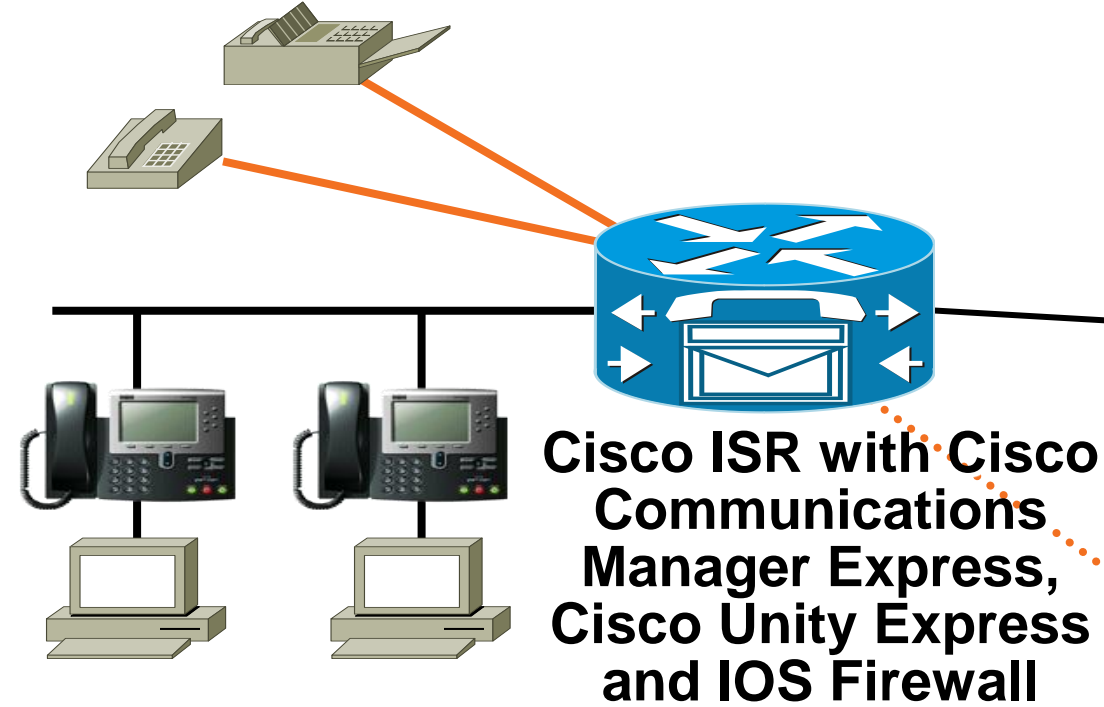 Cisco ISR with Cisco
Communications
Manager Express,
Cisco Unity Express
and IOS Firewall